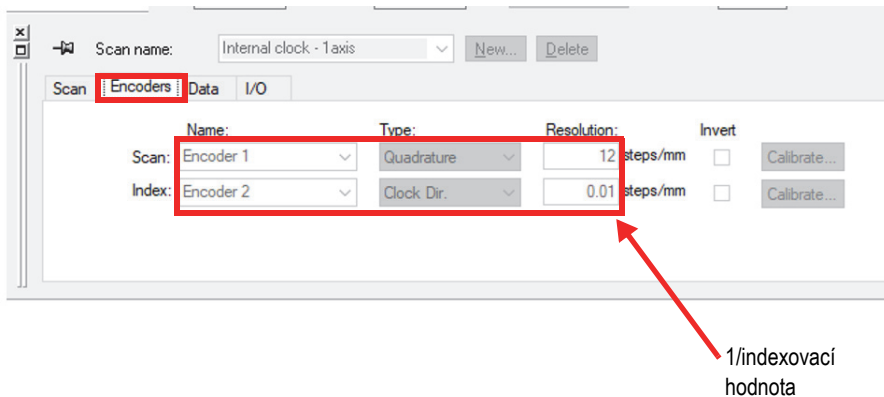 Scan name: Internal clock - 1axis New... Delete
Scan Encoders Data I/O
Name: Type: Resolution: Invert
Scan: Encoder 1 Quadrature 12 steps/mm Calibrate...
Index: Encoder 2 Clock Dir. 0.01 steps/mm Calibrate...
1/indexovací
hodnota